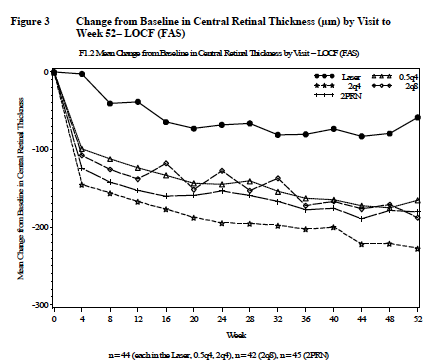 Figure 3 Change from Baseline in Central Retinal Thickness (μm) by Visit to
Week 52– LOCF (FAS)
F1.2 Mean Change from Baseline in Central Retinal Thickness by Visit – LOCF (FAS)
Laser 0.5q4
2q4 2q8
2PRN
Mean Change from Baseline in Central Retinal Thickness
0
-100
-200
-300
0 4 8 12 16 20 24 28 32 36 40 44 48 52
Week
n=44 (each in the Laser, 0.5q4, 2q4), n=42 (2q8), n=45 (2PRN)